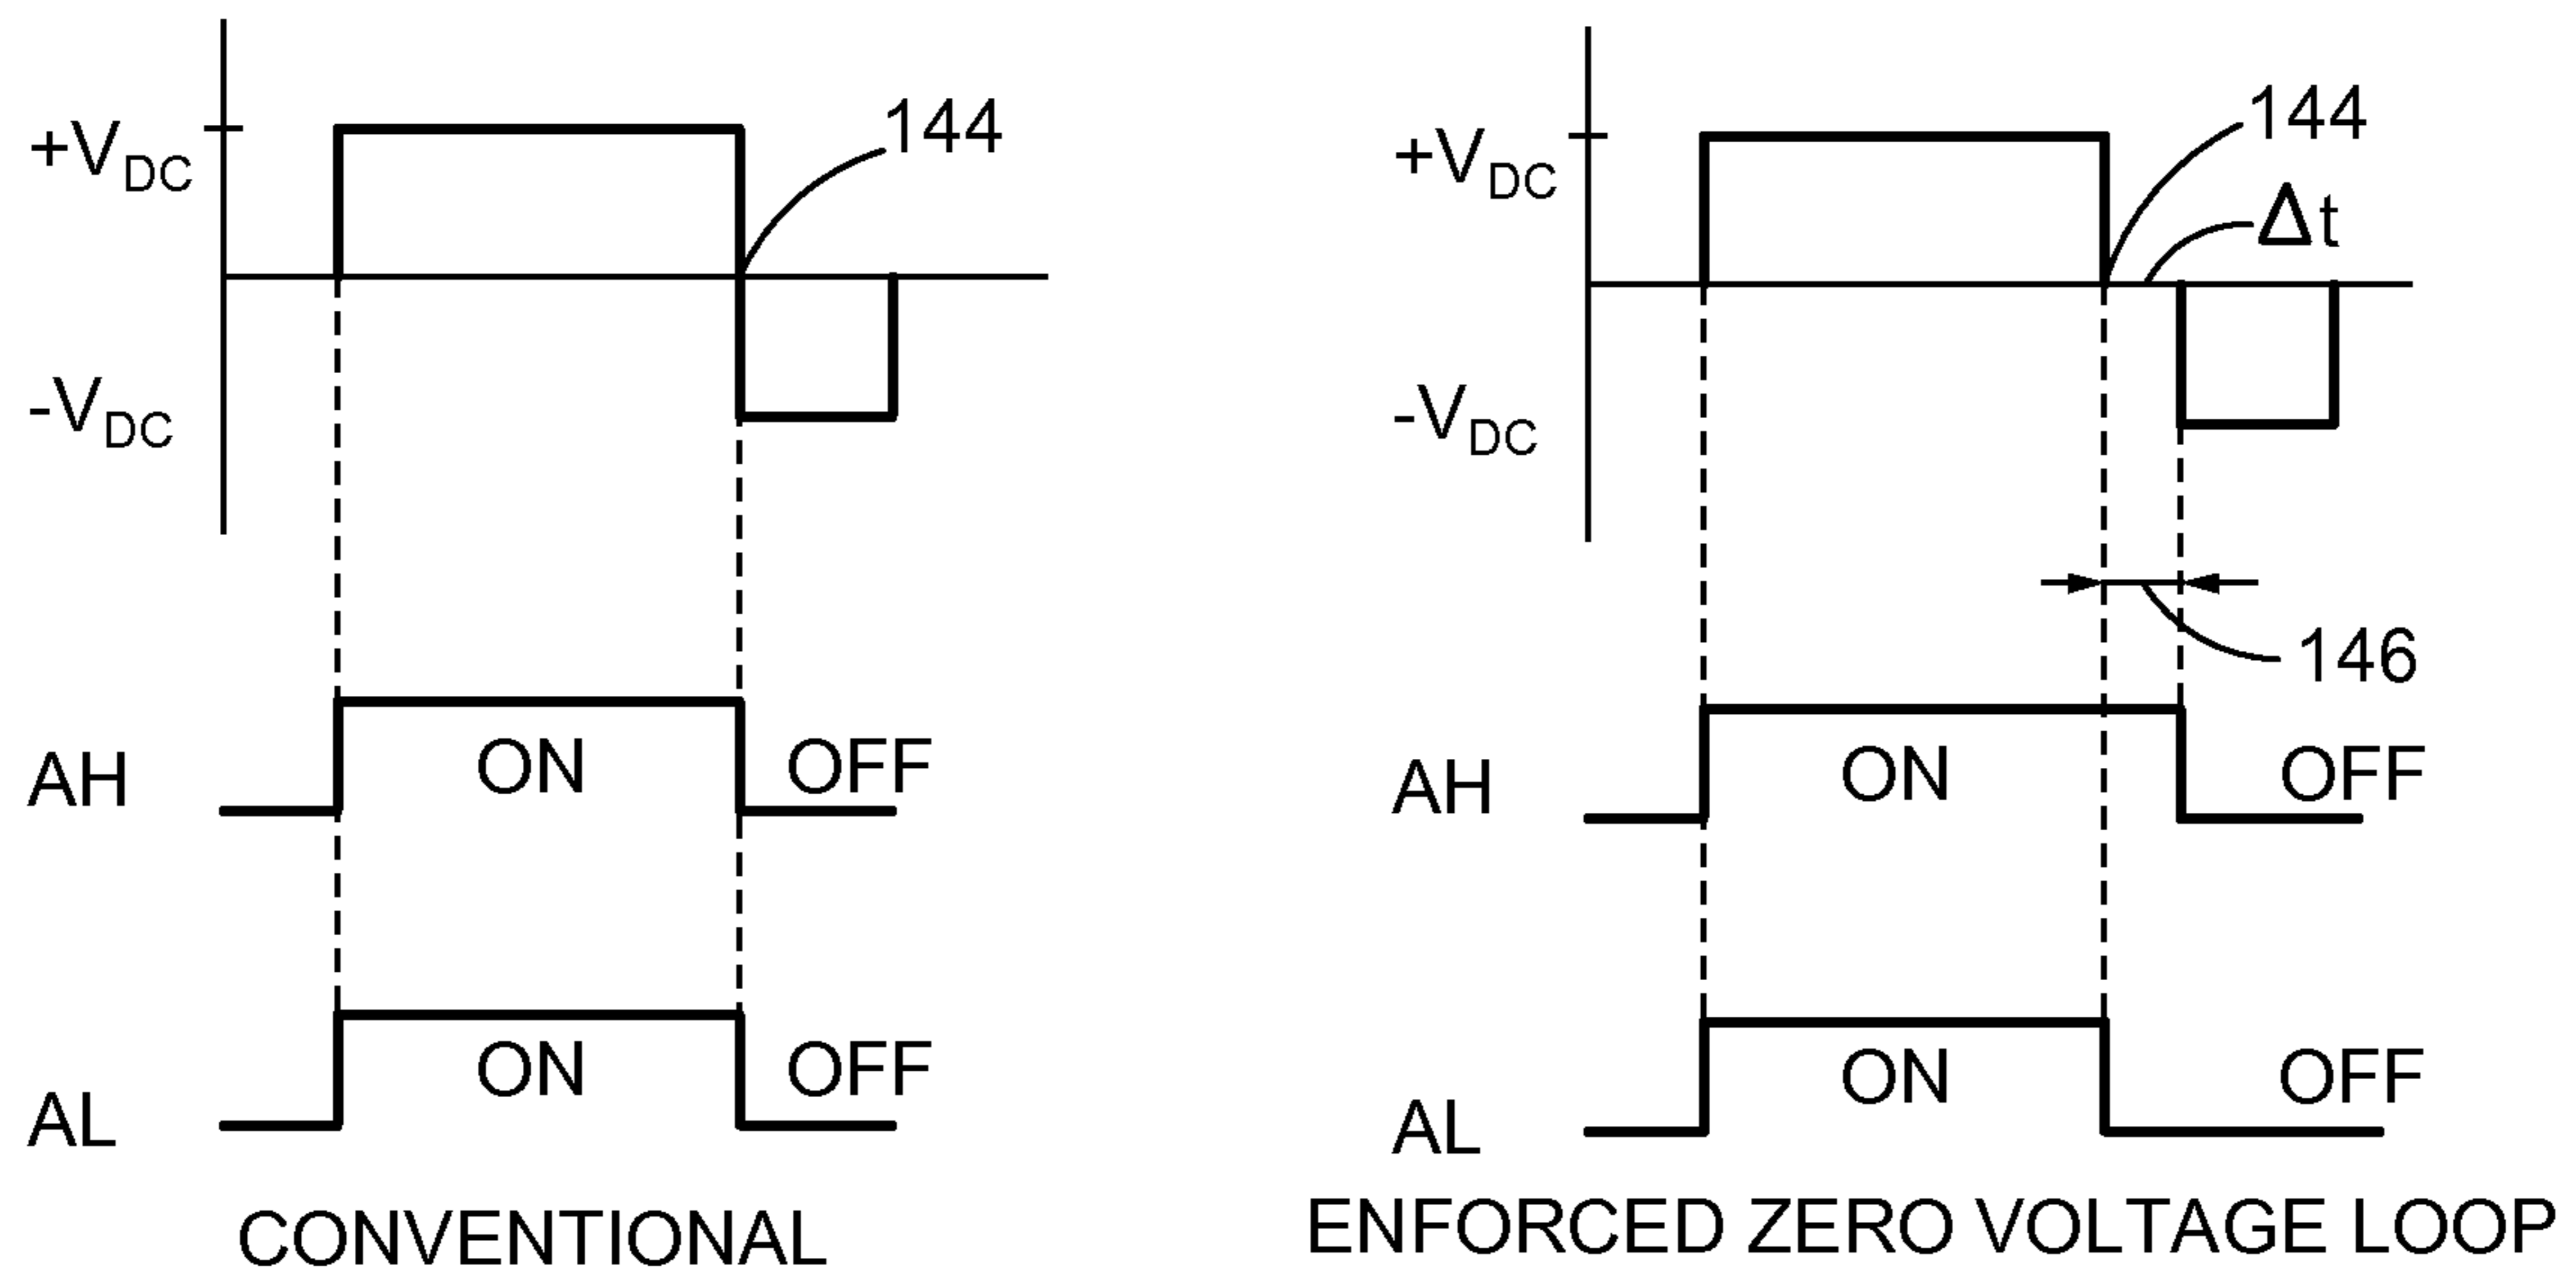 +VDC
144
-VDC
AH
ON
OFF
AL
ON
OFF
CONVENTIONAL
+VDC
144
Δt
-VDC
146
AH
ON
OFF
AL
ON
OFF
ENFORCED ZERO VOLTAGE LOOP